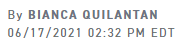 By BIANCA QUILANTAN
06/17/2021 02:32 PM EDT